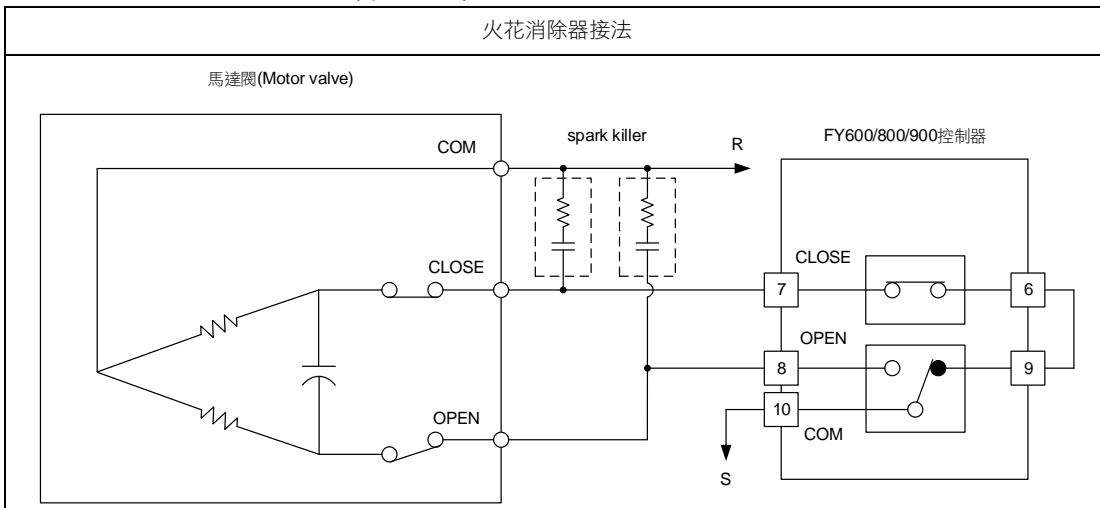 火花消除器接法
馬達閥(Motor valve)
COM
spark killer
R
FY600/800/900控制器
CLOSE
CLOSE
7
6
OPEN
8
9
10
OPEN
COM
S